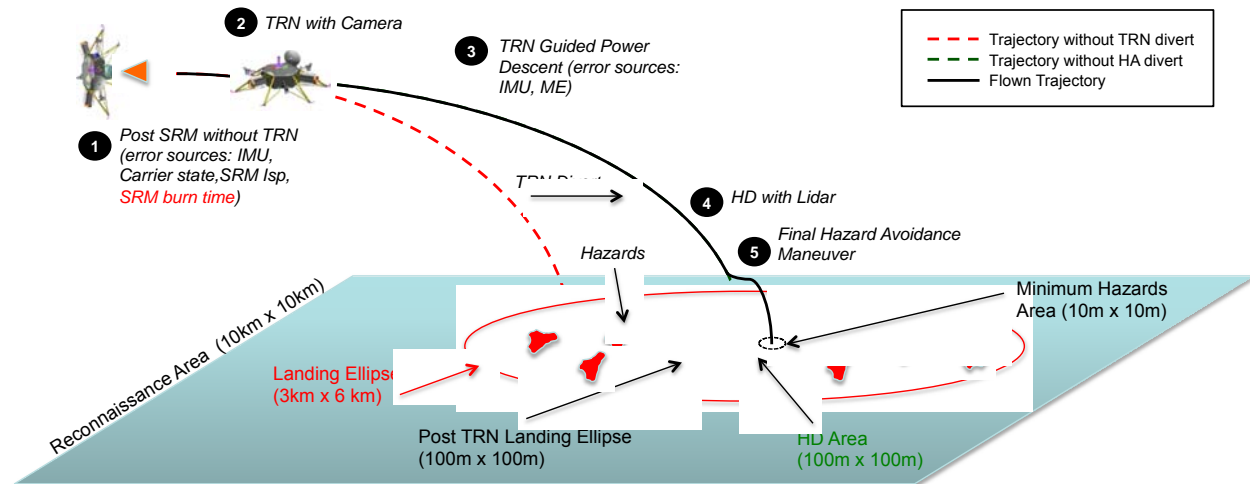 2
TRN with Camera
3
TRN Guided Power
Descent (error sources:
IMU, ME)
Trajectory without TRN divert
Trajectory without HA divert
Flown Trajectory
1
Post SRM without TRN
(error sources: IMU,
Carrier state,SRM Isp,
SRM burn time)
TRN Divert
4
HD with Lidar
5
Final Hazard Avoidance
Maneuver
Hazards
Minimum Hazards
Area (10m x 10m)
Reconnaissance Area (10km x 10km)
Landing Ellipse
(3km x 6 km)
Post TRN Landing Ellipse
(100m x 100m)
HD Area
(100m x 100m)